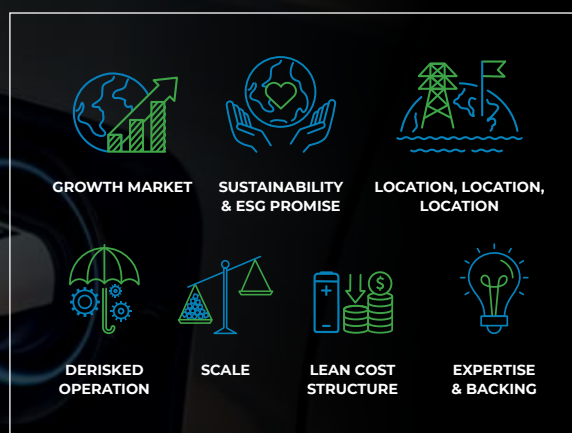 GROWTH MARKET
SUSTAINABILITY
& ESG PROMISE
LOCATION, LOCATION,
LOCATION
$
DERISKED
OPERATION
SCALE
LEAN COST
STRUCTURE
EXPERTISE
& BACKING